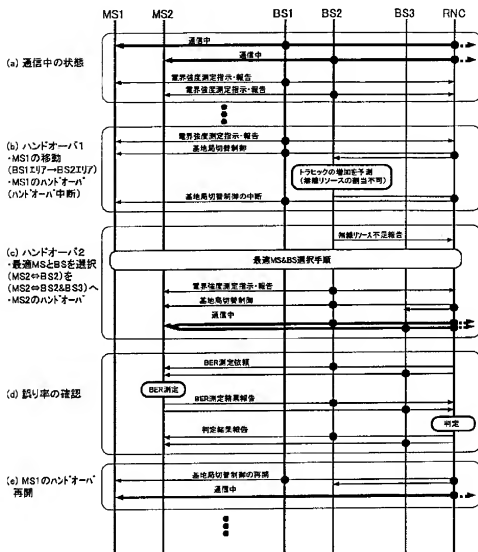 MS1 MS2 BS1 BS2 BS3 RNC
(a) 通信中の状態
通信中
通信中
電界強度測定指示・報告
電界強度測定指示・報告
(b) ハンドオーバ1
・MS1の移動
(BS1エリア→BS2エリア)
・MS1のハンドオーバ
(ハンドオーバ中断)
電界強度測定指示・報告
基地局切替制御
トラヒックの増加を予測
(無線リソースの割当不可)
基地局切替制御の中断
(c) ハンドオーバ2
・最適MSとBSを選択
(MS2⇔BS2)を
(MS2⇔BS2&BS3)へ
・MS2のハンドオーバ
無線リソース不足報告
最適MS&BS選択手順
電界強度測定指示・報告
基地局切替制御
通信中
(d) 誤り率の確認
BER測定依頼
BER測定
BER測定結果報告
判定
判定結果報告
(e) MS1のハンドオーバ
再開
基地局切替制御の再開
通信中